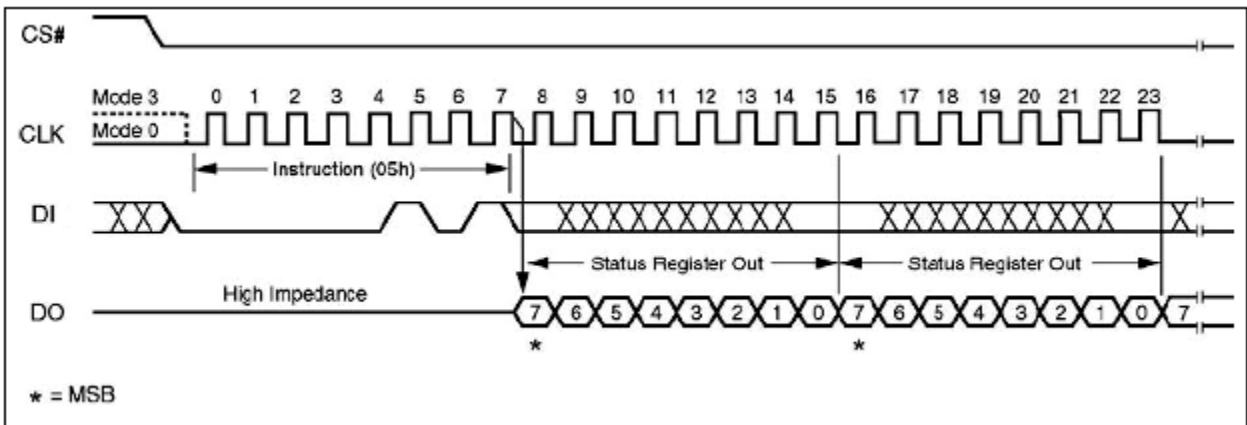 CS#
Mode 3 0 1 2 3 4 5 6 7 8 9 10 11 12 13 14 15 16 17 18 19 20 21 22 23
CLK Mode 0
Instruction (05h)
DI
Status Register Out Status Register Out
High Impedance
DO 7 6 5 4 3 2 1 0 7 6 5 4 3 2 1 0 7
* *
* = MSB